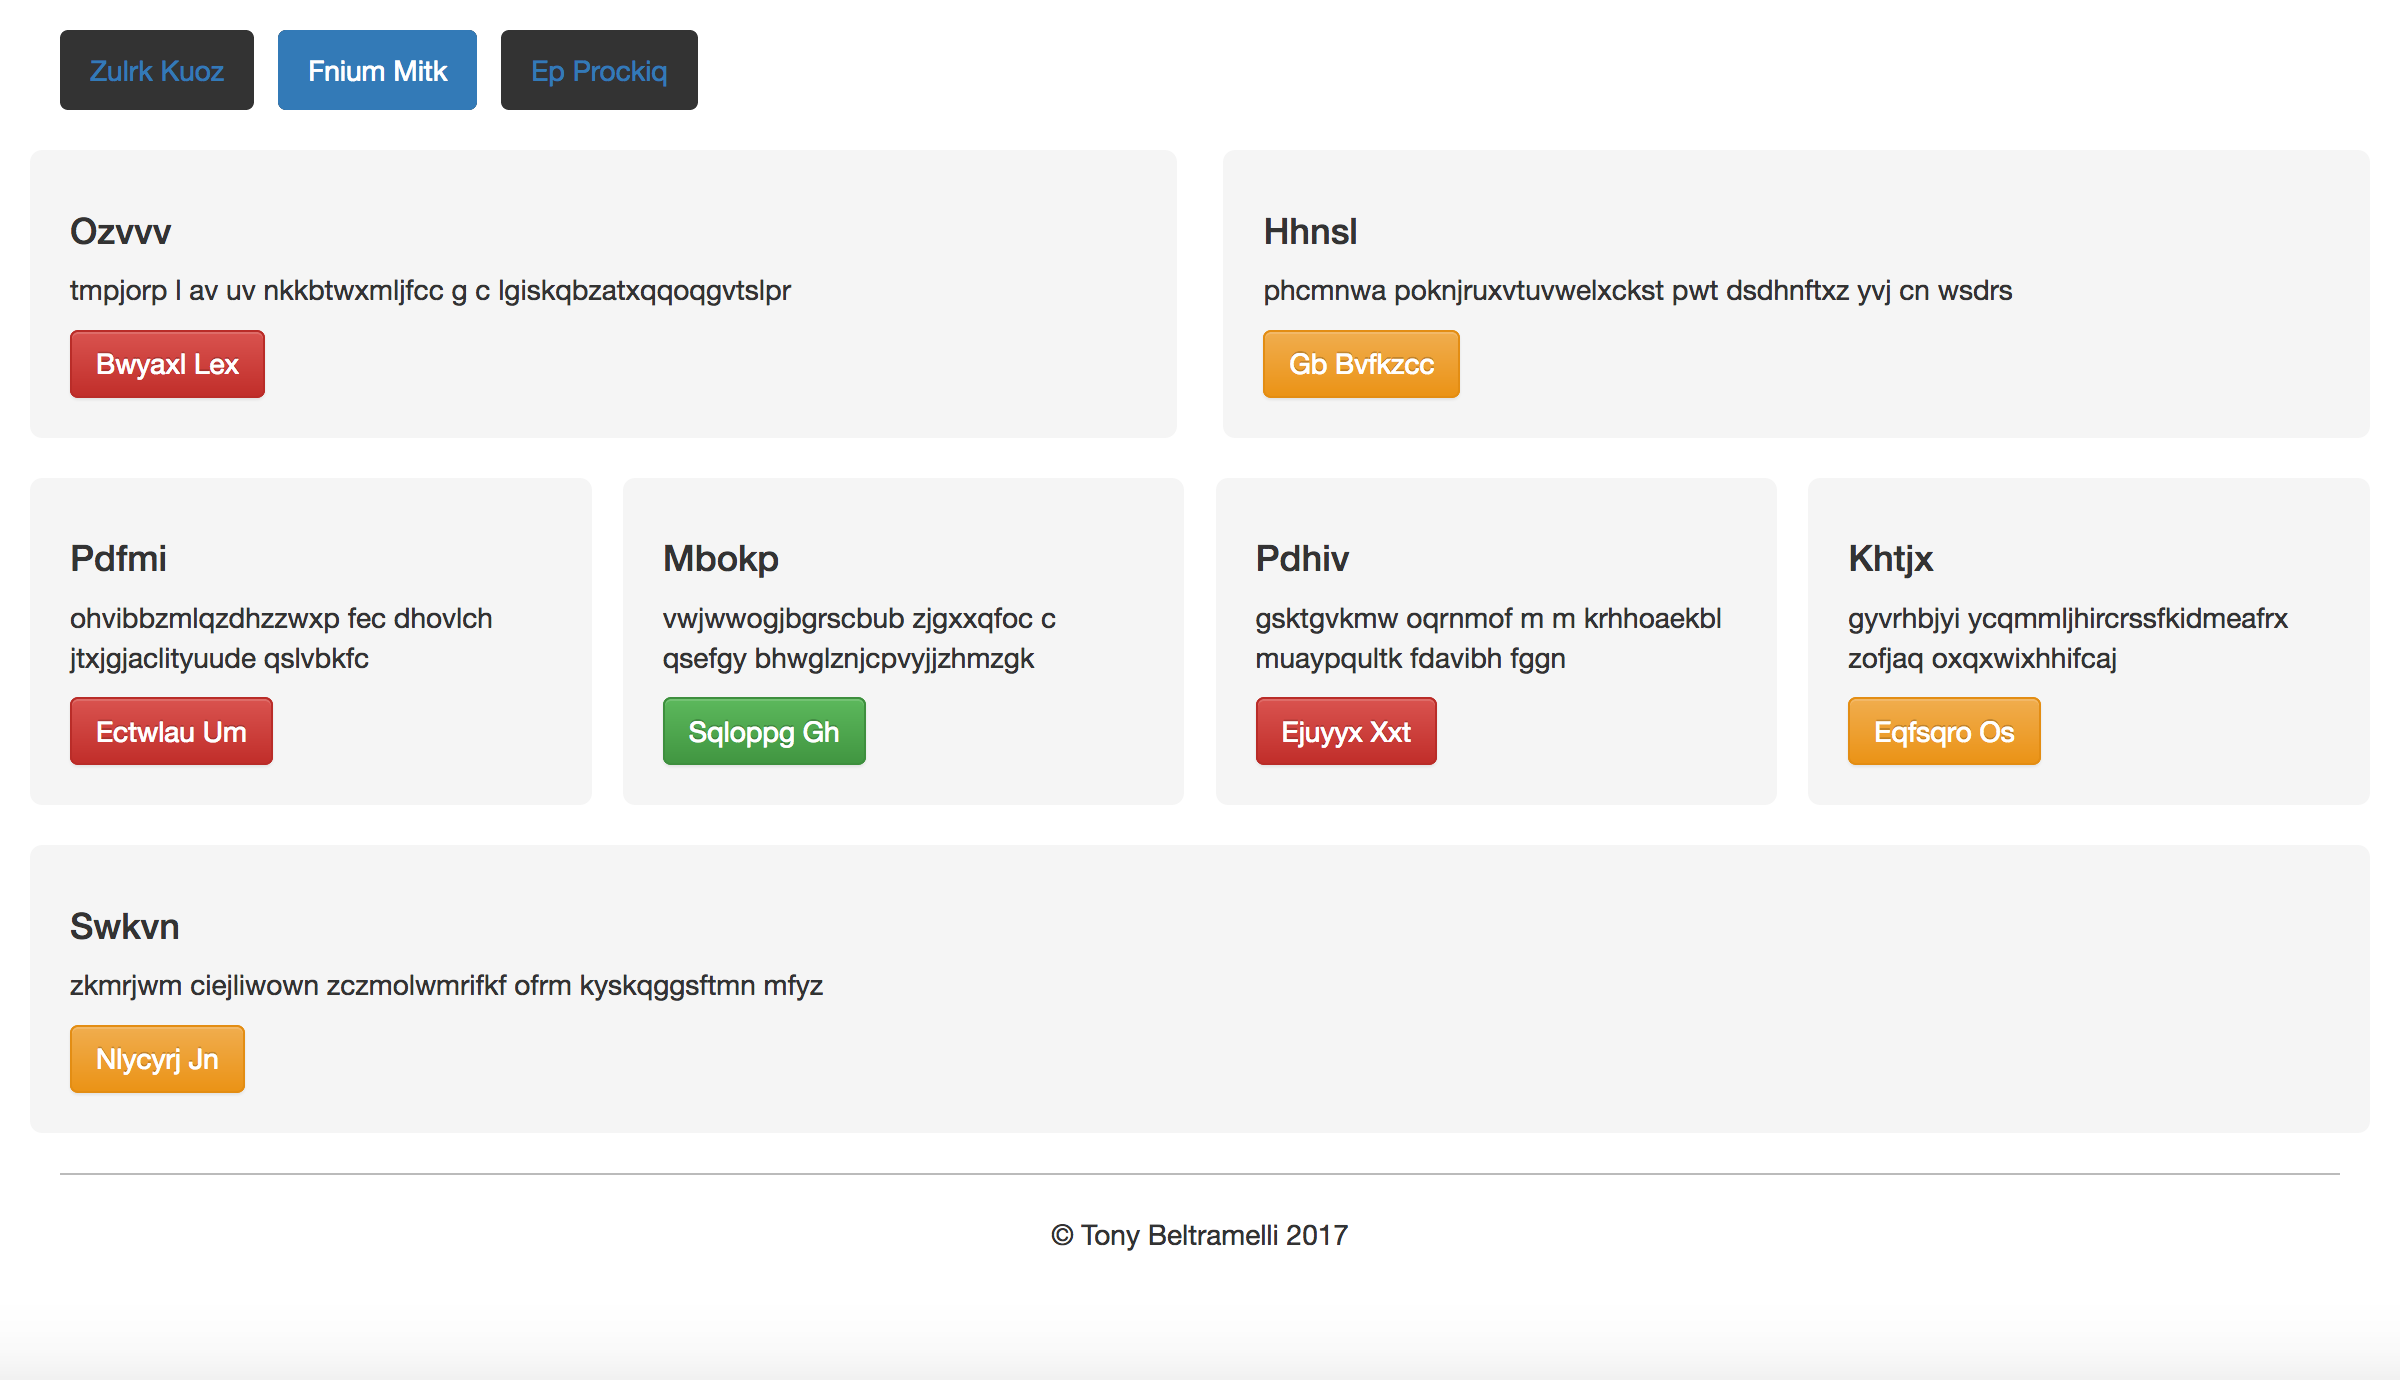 Zulrk Kuoz
Fnium Mitk
Ep Prockiq
Ozvvv
tmpjorp l av uv nkkbtwxmljfcc g c lgiskqbzatxqqoqgvtslpr
Bwyaxl Lex
Hhnsl
phcmnwa poknjruxvtuvwelxckst pwt dsdhnftxz yvj cn wsdrs
Gb Bvfkzcc
Pdfmi
ohvibbzmlqzdhzzwxp fec dhovlch
jtxjgjaclityuude qslvbkfc
Ectwlau Um
Mbokp
vwjwwogjbgrscbub zjgxxqfoc c
qsefgy bhwglznjcpvyjjzhmzgk
Sqloppg Gh
Pdhiv
gsktgvkmw oqrnmof m m krhhoaekbl
muaypqultk fdavibh fggn
Ejuyyx Xxt
Khtjx
gyvrhbjyi ycqmmljhircrssfkidmeafrx
zofjaq oxqxwixhhifcaj
Eqfsqro Os
Swkvn
zkmrjwm ciejliwown zczmolwmrifkf ofrm kyskqggsftmn mfyz
Nlycyrj Jn
© Tony Beltramelli 2017